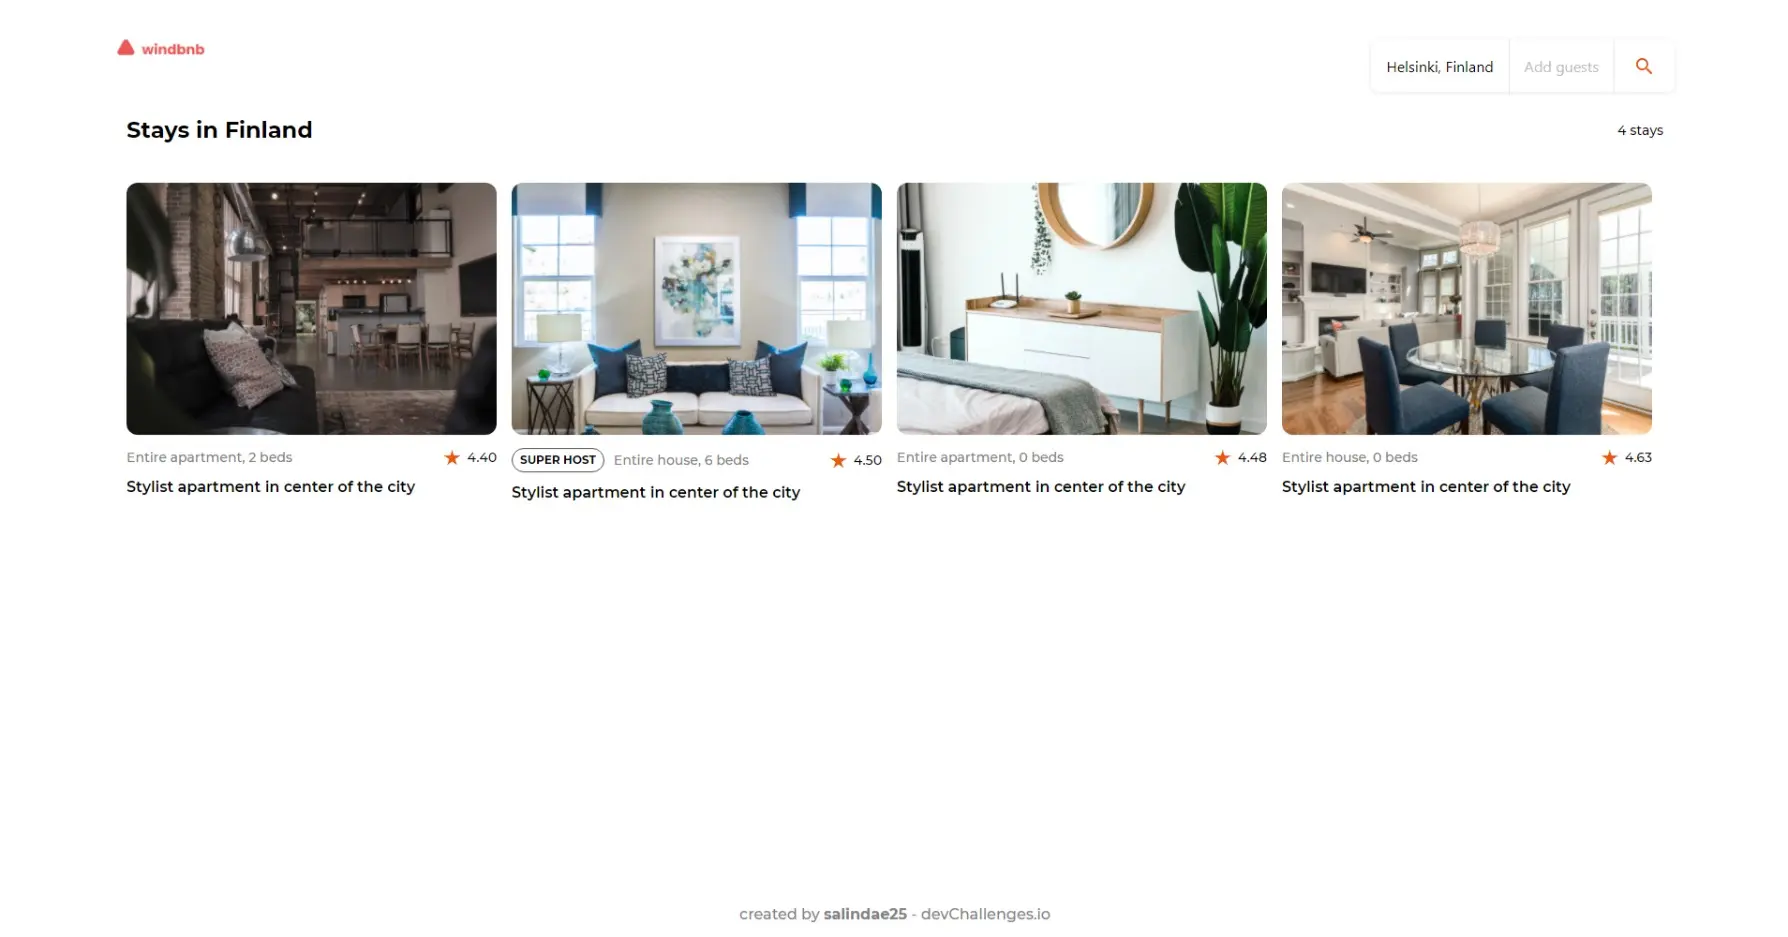 windbnb
Helsinki, Finland
Add guests
Stays in Finland
4 stays
Entire apartment, 2 beds
4.40
Stylist apartment in center of the city
SUPER HOST
Entire house, 6 beds
4.50
Stylist apartment in center of the city
Entire apartment, 0 beds
4.48
Stylist apartment in center of the city
Entire house, 0 beds
4.63
Stylist apartment in center of the city
created by salindae25 - devChallenges.io